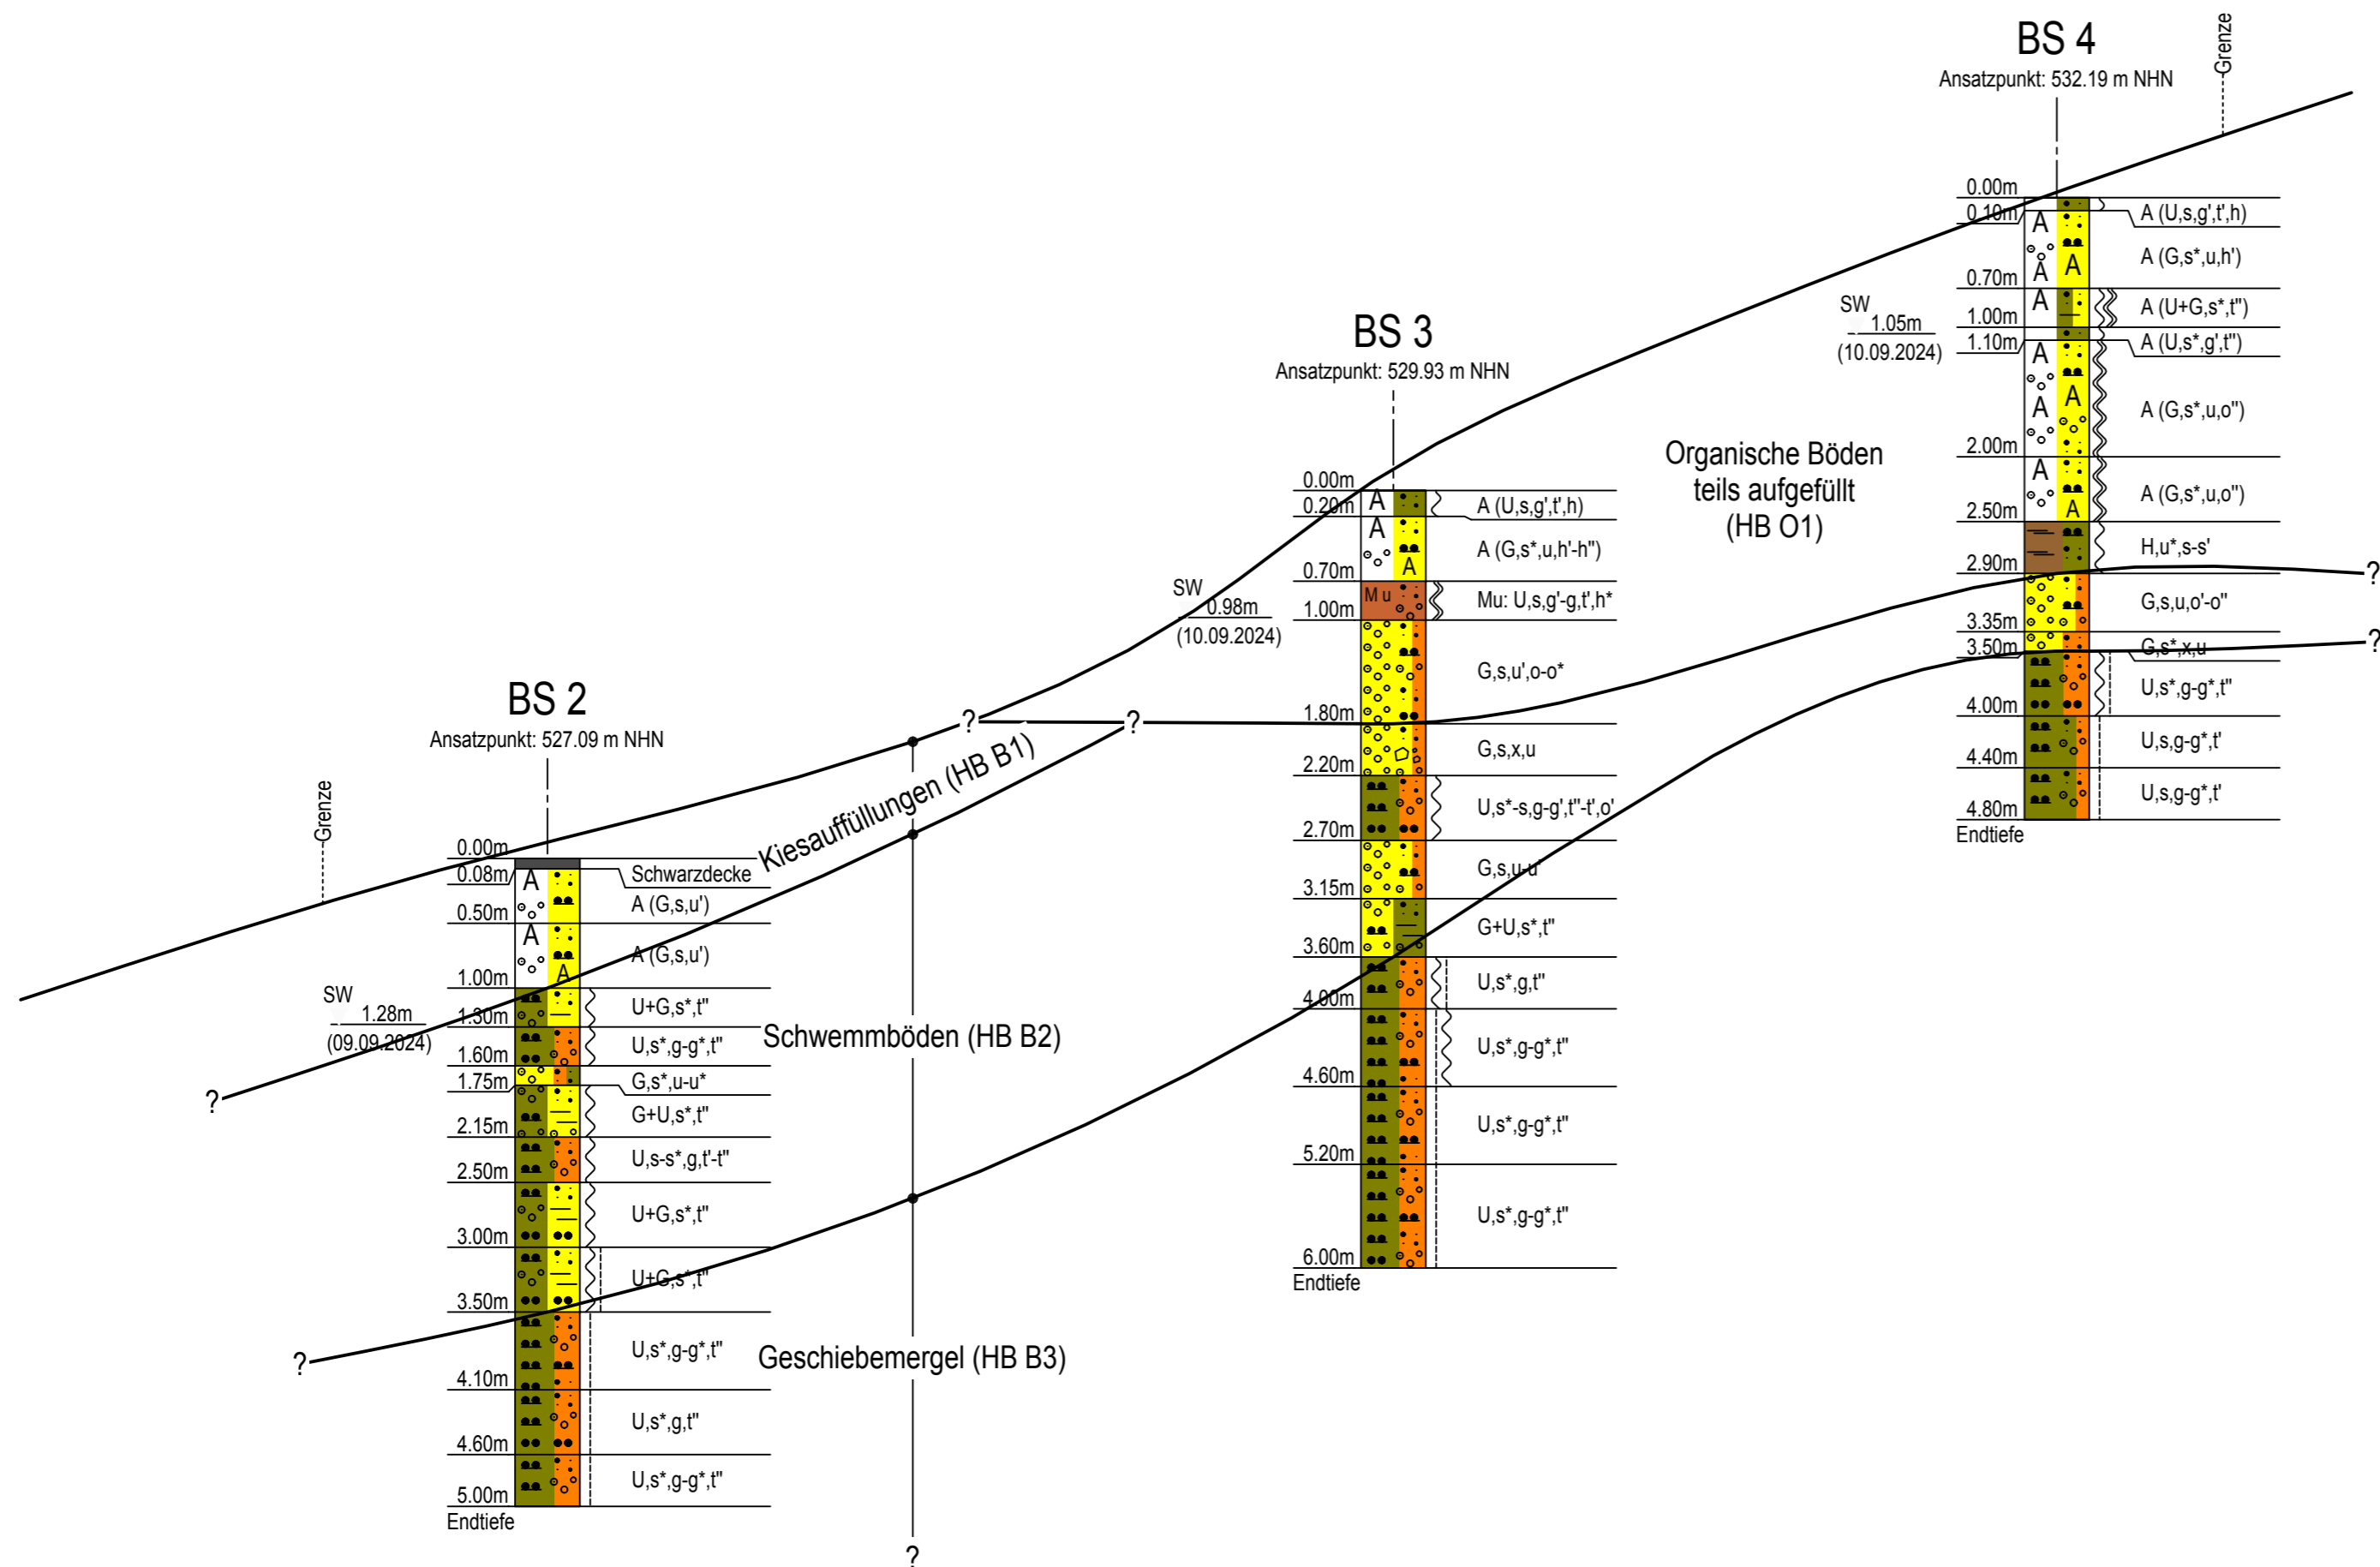 BS 4
Ansatzpunkt: 532.19 m NHN
Grenze
0.00m
0.10m
0.70m
1.00m
1.10m
2.00m
2.50m
2.90m
3.35m
3.50m
4.00m
4.40m
4.80m
Endtiefe
SW
1.05m
(10.09.2024)
A
A
A
A
A
A
A
A
A
A
A (U,s,g',t',h)
A (G,s*,u,h')
A (U+G,s*,t'')
A (U,s*,g',t'')
A (G,s*,u,o'')
A (G,s*,u,o'')
H,u*,s-s'
G,s,u,o'-o''
G,s*,x,u
U,s*,g-g*,t''
U,s,g-g*,t'
U,s,g-g*,t'
?
?
BS 3
Ansatzpunkt: 529.93 m NHN
0.00m
0.20m
0.70m
1.00m
1.80m
2.20m
2.70m
3.15m
3.60m
4.00m
4.60m
5.20m
6.00m
Endtiefe
SW
0.98m
(10.09.2024)
A
A
A
Mu
A (U,s,g',t',h)
A (G,s*,u,h'-h'')
Mu: U,s,g'-g,t',h*
G,s,u',o-o*
G,s,x,u
U,s*-s,g-g',t''-t',o'
G,s,u-u'
G+U,s*,t''
U,s*,g,t''
U,s*,g-g*,t''
U,s*,g-g*,t''
U,s*,g-g*,t''
Organische Böden
teils aufgefüllt
(HB O1)
?
?
BS 2
Ansatzpunkt: 527.09 m NHN
Grenze
0.00m
0.08m
0.50m
1.00m
1.30m
1.60m
1.75m
2.15m
2.50m
3.00m
3.50m
4.10m
4.60m
5.00m
Endtiefe
SW
1.28m
(09.09.2024)
A
A
A
Schwarzdecke
A (G,s,u')
A (G,s,u')
U+G,s*,t''
U,s*,g-g*,t''
G,s*,u-u*
G+U,s*,t''
U,s-s*,g,t'-t''
U+G,s*,t''
U+G,s*,t''
U,s*,g-g*,t''
U,s*,g,t''
U,s*,g-g*,t''
?
?
Kiesauffüllungen (HB B1)
Schwemmböden (HB B2)
Geschiebemergel (HB B3)
?